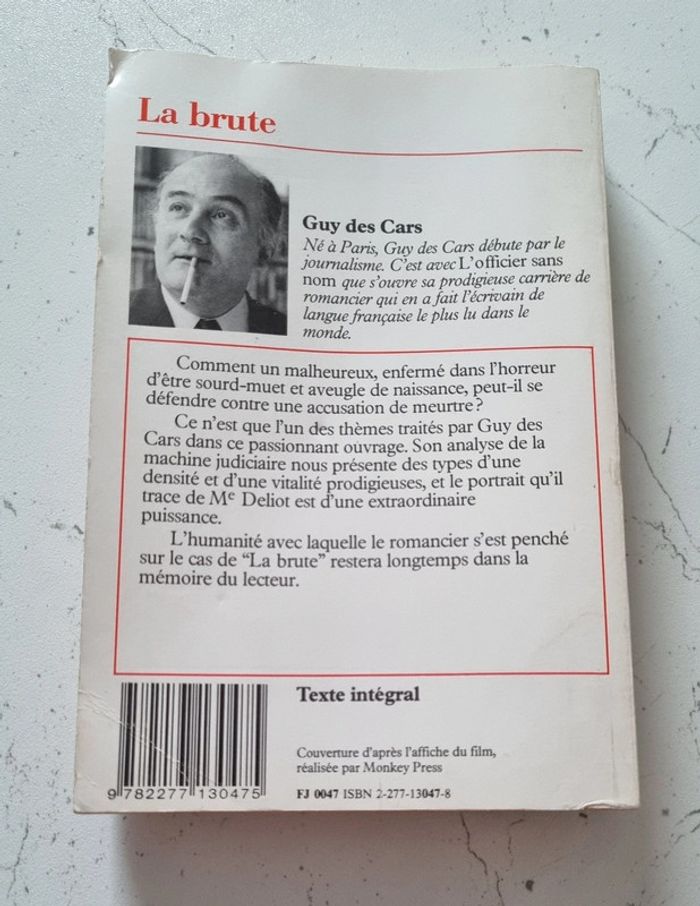 La brute
Guy des Cars
Né à Paris, Guy des Cars débute par le
journalisme. C'est avec L'officier sans
nom que s'ouvre sa prodigieuse carrière de
romancier qui en a fait l'écrivain de
langue française le plus lu dans le
monde.
Comment un malheureux, enfermé dans l'horreur
d'être sourd-muet et aveugle de naissance, peut-il se
défendre contre une accusation de meurtre ?
Ce n'est que l'un des thèmes traités par Guy des
Cars dans ce passionnant ouvrage. Son analyse de la
machine judiciaire nous présente des types d'une
densité et d'une vitalité prodigieuses, et le portrait qu'il
trace de Me Deliot est d'une extraordinaire
puissance.
L'humanité avec laquelle le romancier s'est penché
sur le cas de "La brute" restera longtemps dans la
mémoire du lecteur.
Texte intégral
Couverture d'après l'affiche du film,
réalisée par Monkey Press
9 782277 130475
FJ 0047 ISBN 2-277-13047-8